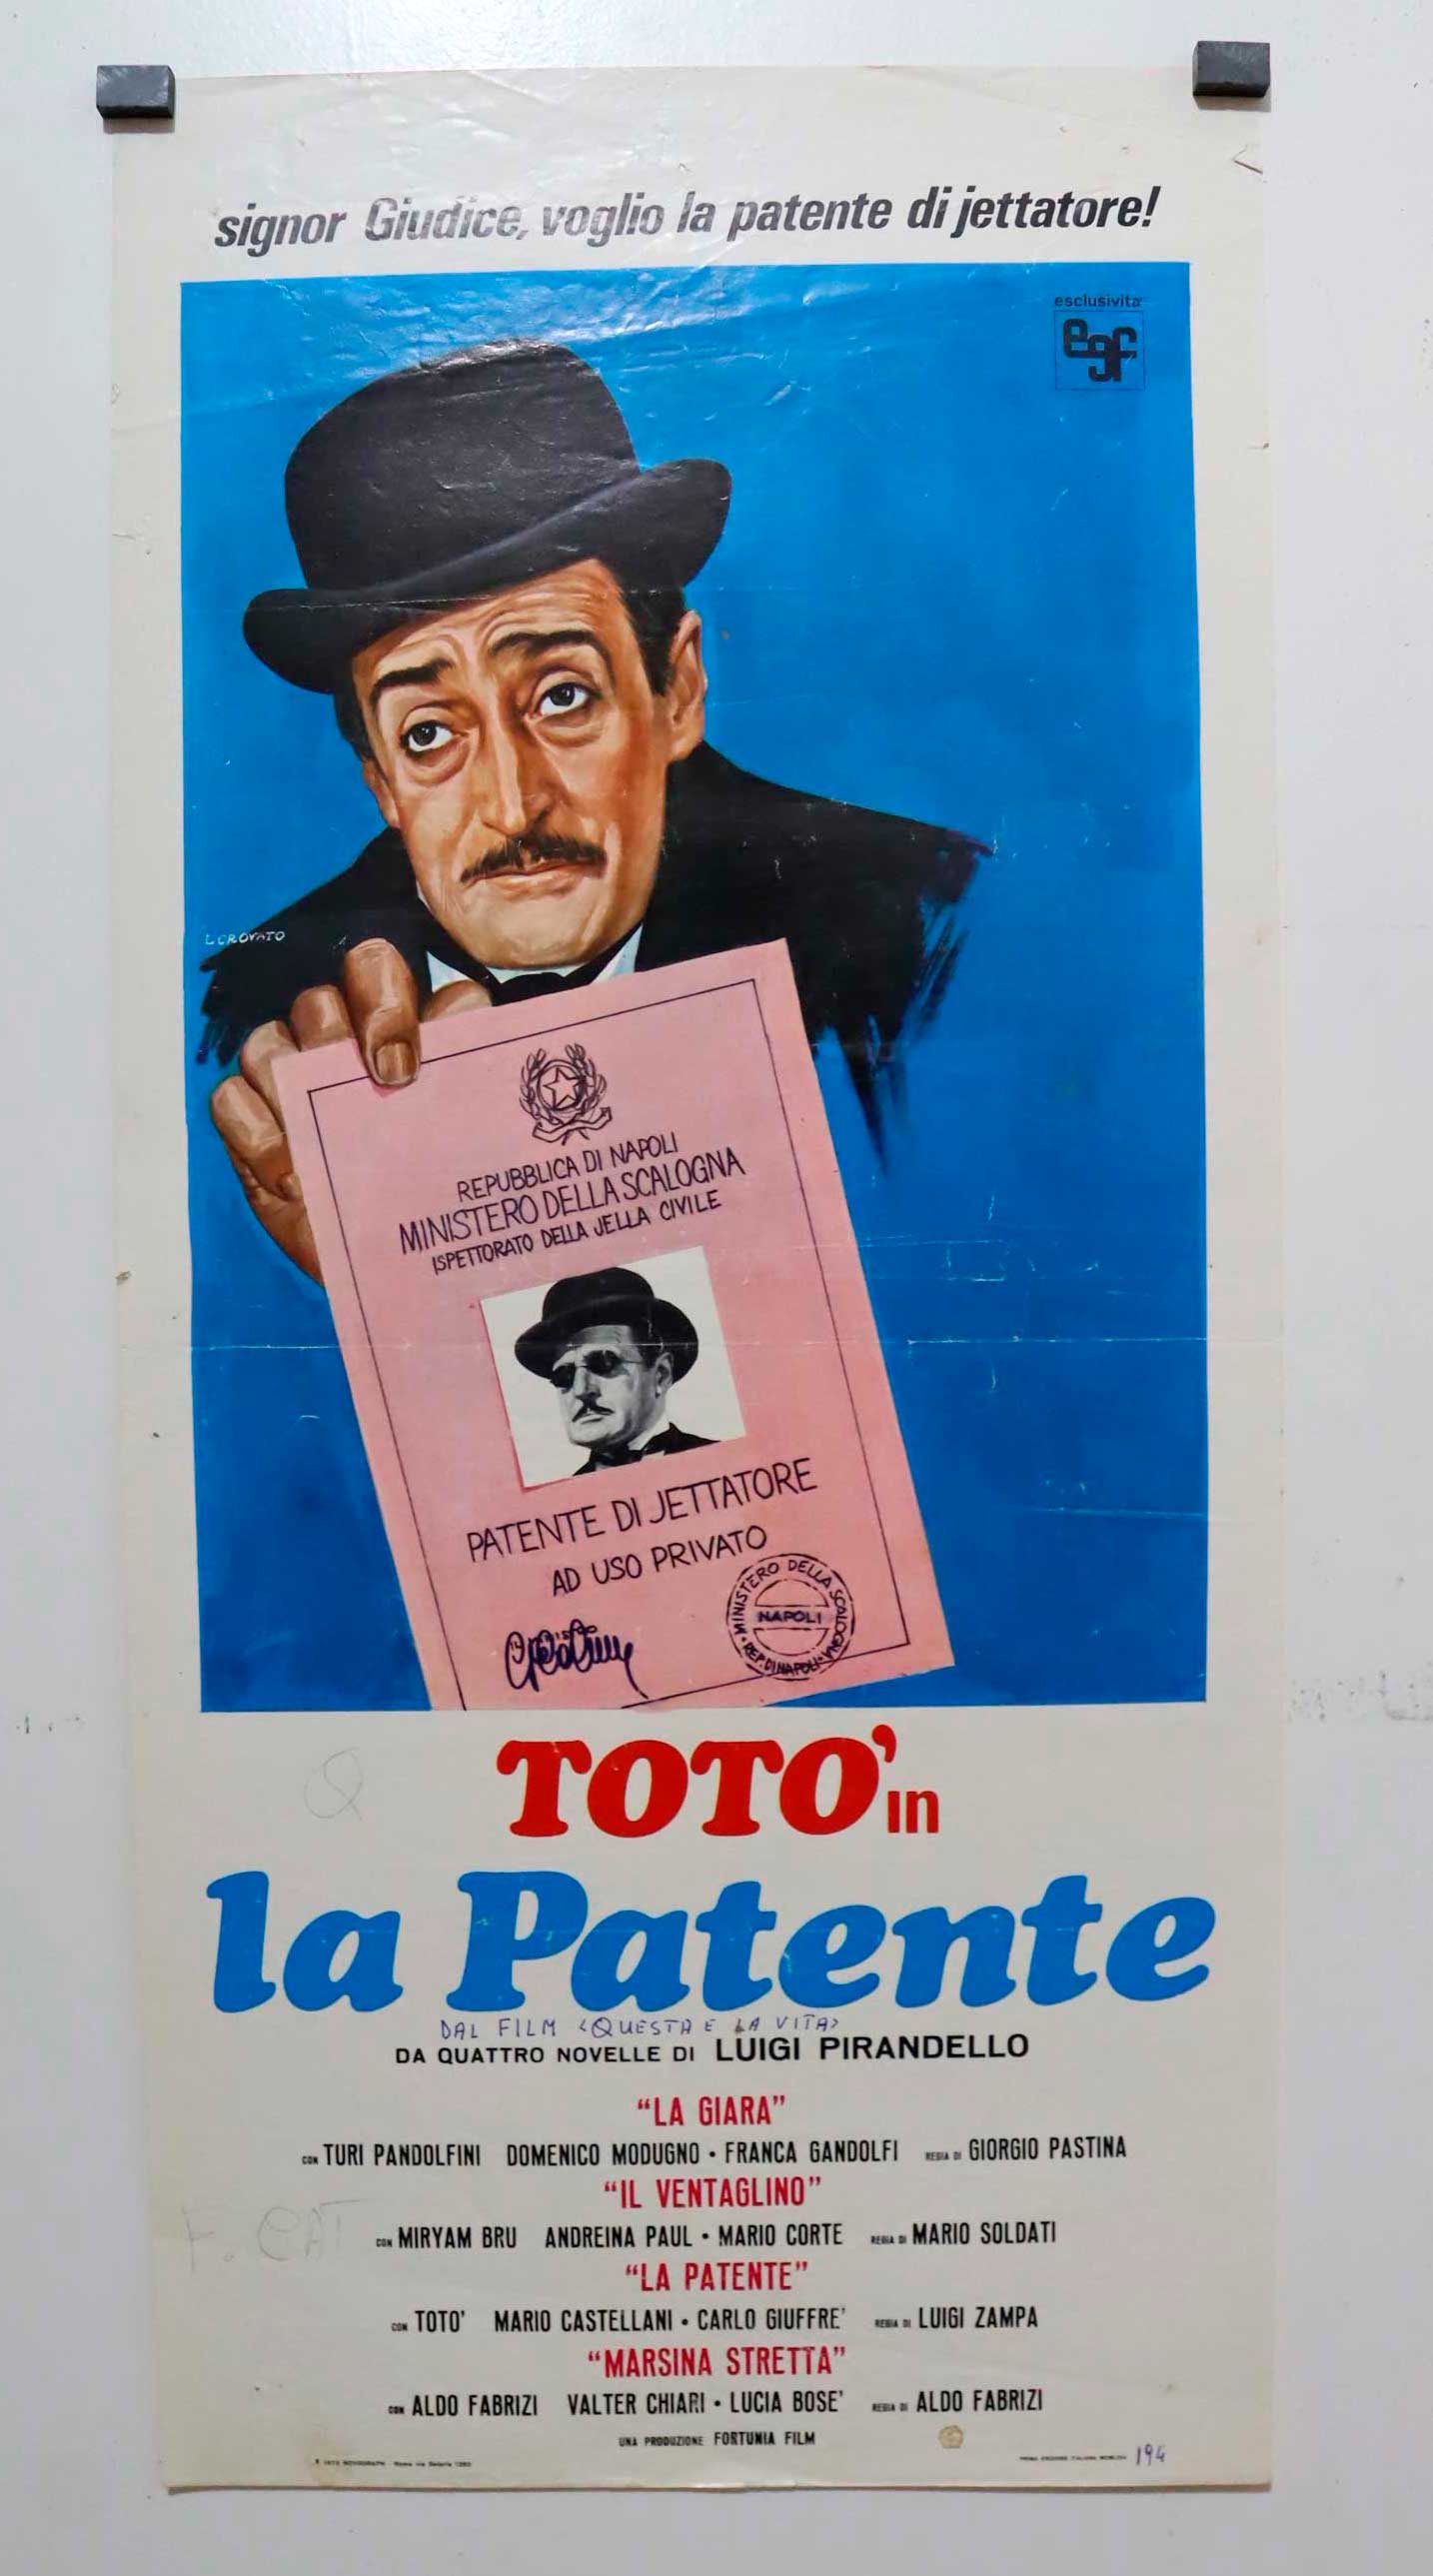 signor Giudice, voglio la patente di jettatore!
esclusività
egf
L CROVATO
REPUBBLICA DI NAPOLI
MINISTERO DELLA SCALOGNA
ISPETTORATO DELLA JELLA CIVILE
PATENTE DI JETTATORE
AD USO PRIVATO
MINISTERO DELLA SCALOGNA
NAPOLI
REP. DI NAPOLI
TOTO' in
la Patente
DAL FILM <QUESTA E LA VITA>
DA QUATTRO NOVELLE DI LUIGI PIRANDELLO
“LA GIARA”
CON TURI PANDOLFINI DOMENICO MODUGNO • FRANCA GANDOLFI REGIA DI GIORGIO PASTINA
“IL VENTAGLINO”
CON MIRYAM BRU ANDREINA PAUL • MARIO CORTE REGIA DI MARIO SOLDATI
“LA PATENTE”
CON TOTO' MARIO CASTELLANI • CARLO GIUFFRE' REGIA DI LUIGI ZAMPA
“MARSINA STRETTA”
CON ALDO FABRIZI VALTER CHIARI • LUCIA BOSE' REGIA DI ALDO FABRIZI
UNA PRODUZIONE FORTUNIA FILM
194